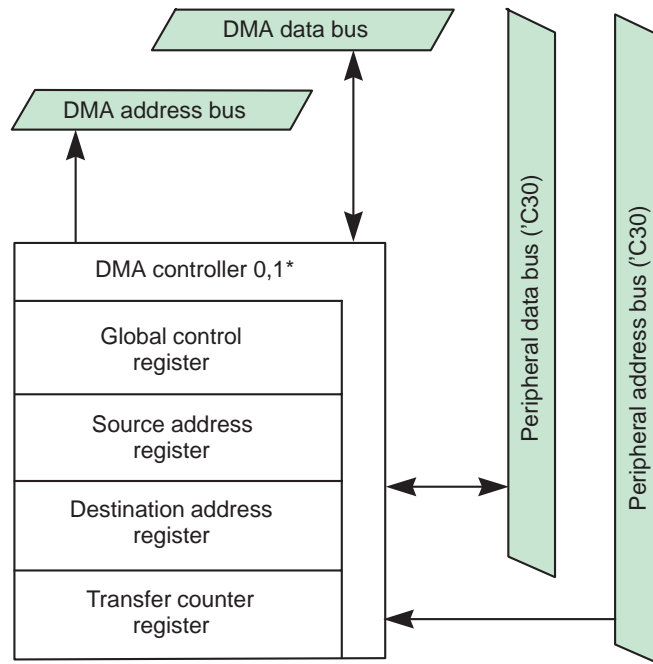 DMA data bus
DMA address bus
DMA controller 0,1*
Global control
register
Source address
register
Destination address
register
Transfer counter
register
Peripheral data bus ('C30)
Peripheral address bus ('C30)